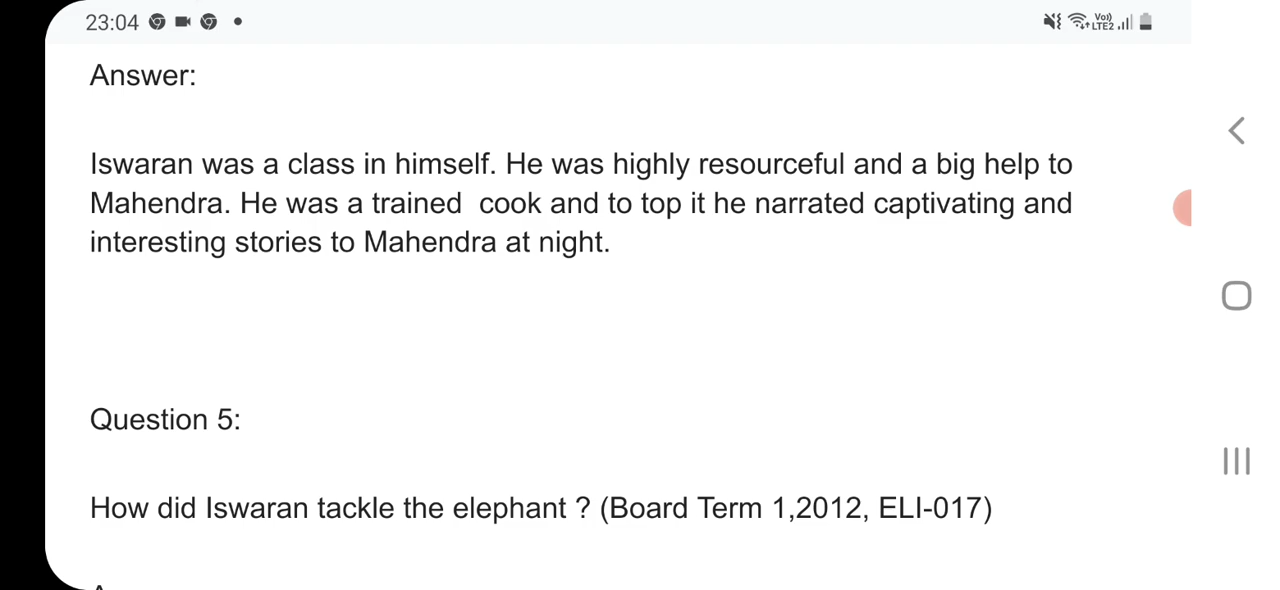 23:04
Vo)) LTE2
Answer:
Iswaran was a class in himself. He was highly resourceful and a big help to
Mahendra. He was a trained  cook and to top it he narrated captivating and
interesting stories to Mahendra at night.
Question 5:
How did Iswaran tackle the elephant ? (Board Term 1,2012, ELI-017)